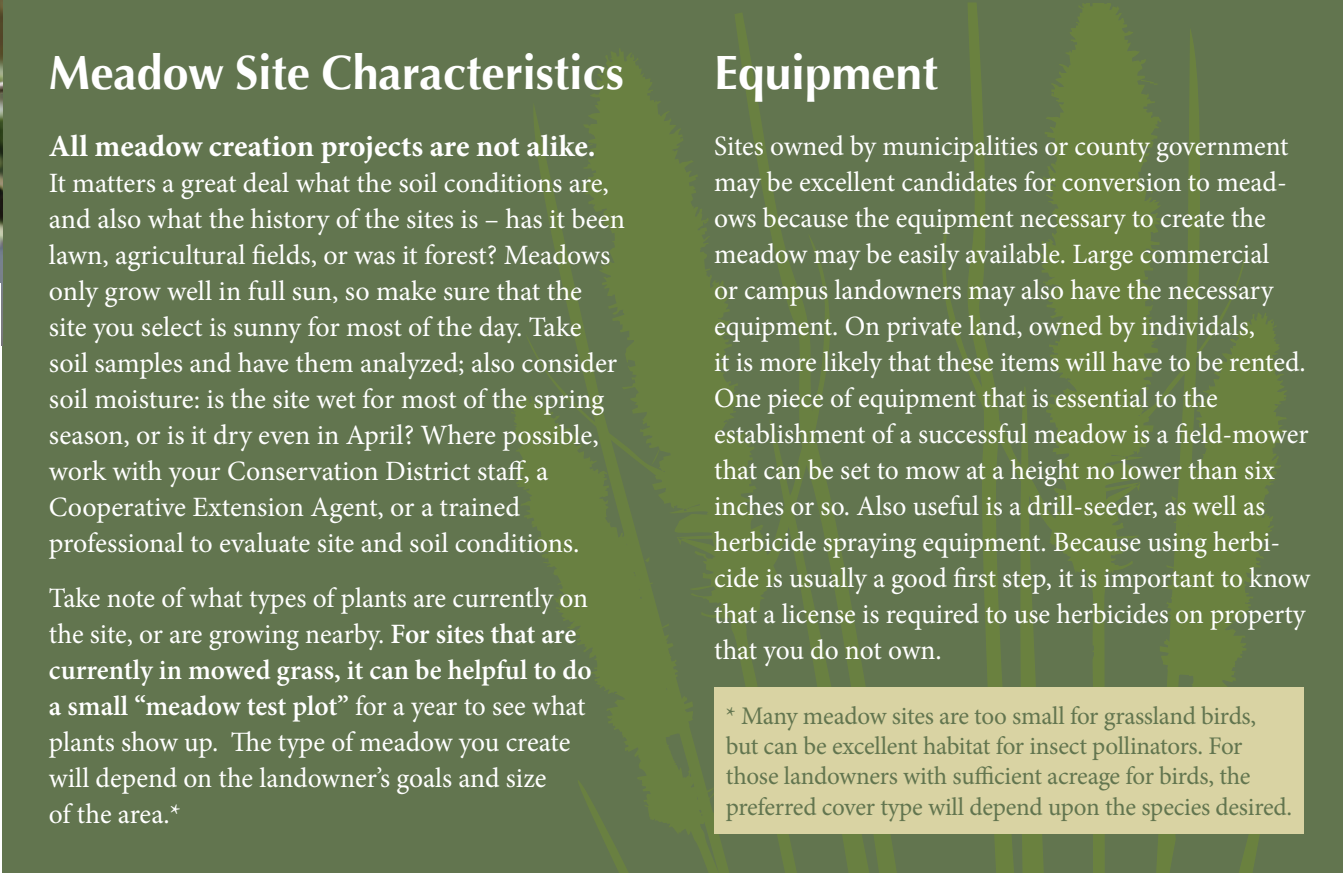 Meadow Site Characteristics
All meadow creation projects are not alike.
It matters a great deal what the soil conditions are,
and also what the history of the sites is – has it been
lawn, agricultural fields, or was it forest? Meadows
only grow well in full sun, so make sure that the
site you select is sunny for most of the day. Take
soil samples and have them analyzed; also consider
soil moisture: is the site wet for most of the spring
season, or is it dry even in April? Where possible,
work with your Conservation District staff, a
Cooperative Extension Agent, or a trained
professional to evaluate site and soil conditions.
Take note of what types of plants are currently on
the site, or are growing nearby. For sites that are
currently in mowed grass, it can be helpful to do
a small “meadow test plot” for a year to see what
plants show up. The type of meadow you create
will depend on the landowner’s goals and size
of the area.*
Equipment
Sites owned by municipalities or county government
may be excellent candidates for conversion to mead-
ows because the equipment necessary to create the
meadow may be easily available. Large commercial
or campus landowners may also have the necessary
equipment. On private land, owned by individals,
it is more likely that these items will have to be rented.
One piece of equipment that is essential to the
establishment of a successful meadow is a field-mower
that can be set to mow at a height no lower than six
inches or so. Also useful is a drill-seeder, as well as
herbicide spraying equipment. Because using herbi-
cide is usually a good first step, it is important to know
that a license is required to use herbicides on property
that you do not own.
* Many meadow sites are too small for grassland birds,
but can be excellent habitat for insect pollinators. For
those landowners with sufficient acreage for birds, the
preferred cover type will depend upon the species desired.